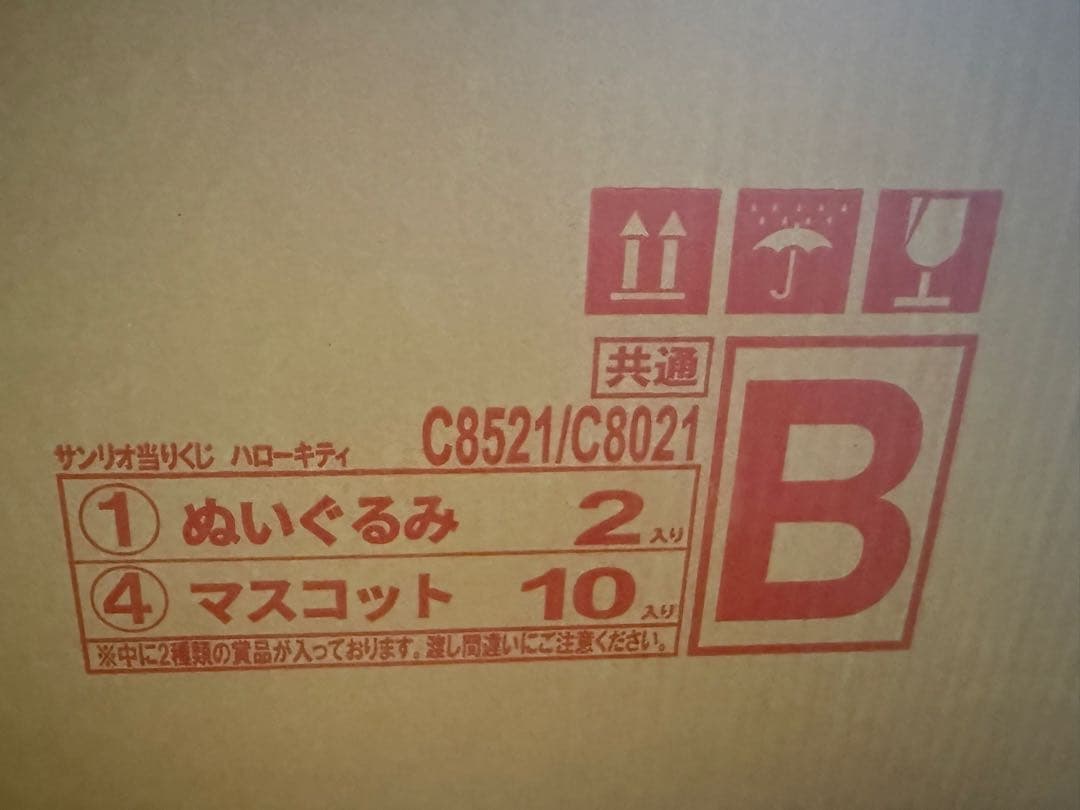 共通
C8521/C8021
B
サンリオ当りくじ ハローキティ
① ぬいぐるみ 2入り
④ マスコット 10入り
※中に2種類の賞品が入っております。渡し間違いにご注意ください。